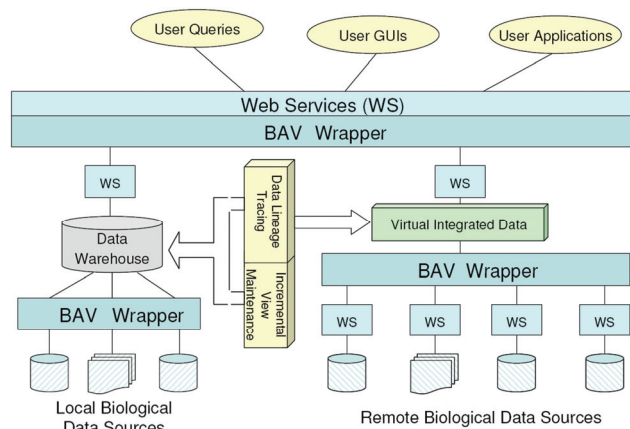 User Queries
User GUIs
User Applications
Web Services (WS)
BAV Wrapper
WS
WS
Data
Warehouse
Data Lineage
Tracing
Incremental
View
Maintenance
Virtual Integrated Data
BAV Wrapper
BAV Wrapper
WS
WS
WS
WS
Local Biological
Data Sources
Remote Biological Data Sources